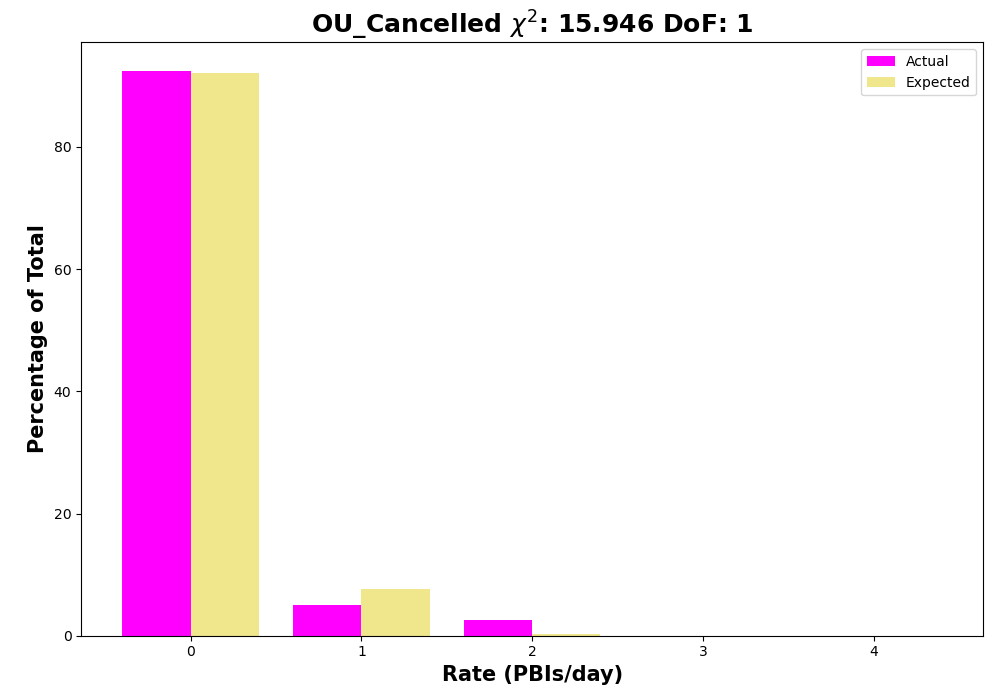 OU_Cancelled χ²: 15.946 DoF: 1
Actual
Expected
Percentage of Total
80
60
40
20
0
0 1 2 3 4
Rate (PBIs/day)